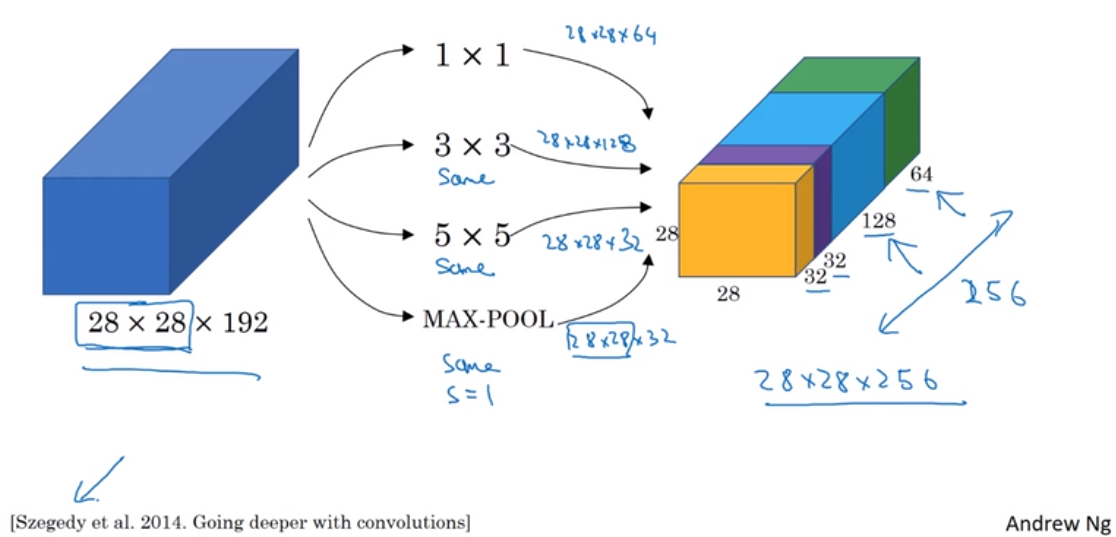 28×28×64
1 × 1
28×28×128
3 × 3
Same
64
128
5 × 5
28×28×32
28
Same
32
32
28
256
28 × 28 × 192
MAX-POOL
28×28×32
Same
s=1
28×28×256
[Szegedy et al. 2014. Going deeper with convolutions]
Andrew Ng